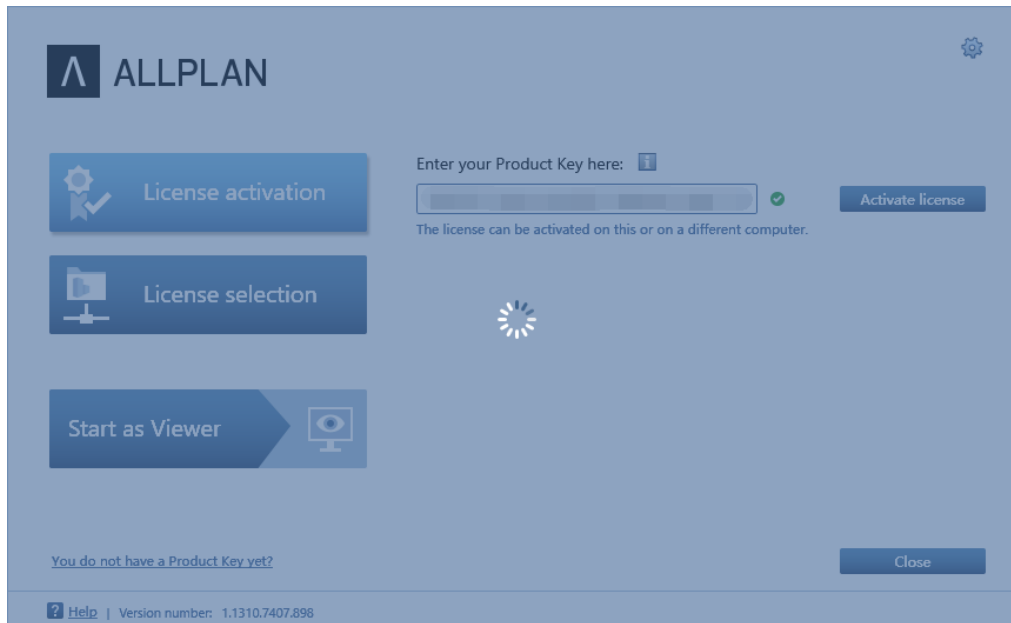 ALLPLAN
License activation
Enter your Product Key here:
Activate license
The license can be activated on this or on a different computer.
License selection
Start as Viewer
You do not have a Product Key yet?
Close
? Help | Version number: 1.1310.7407.898